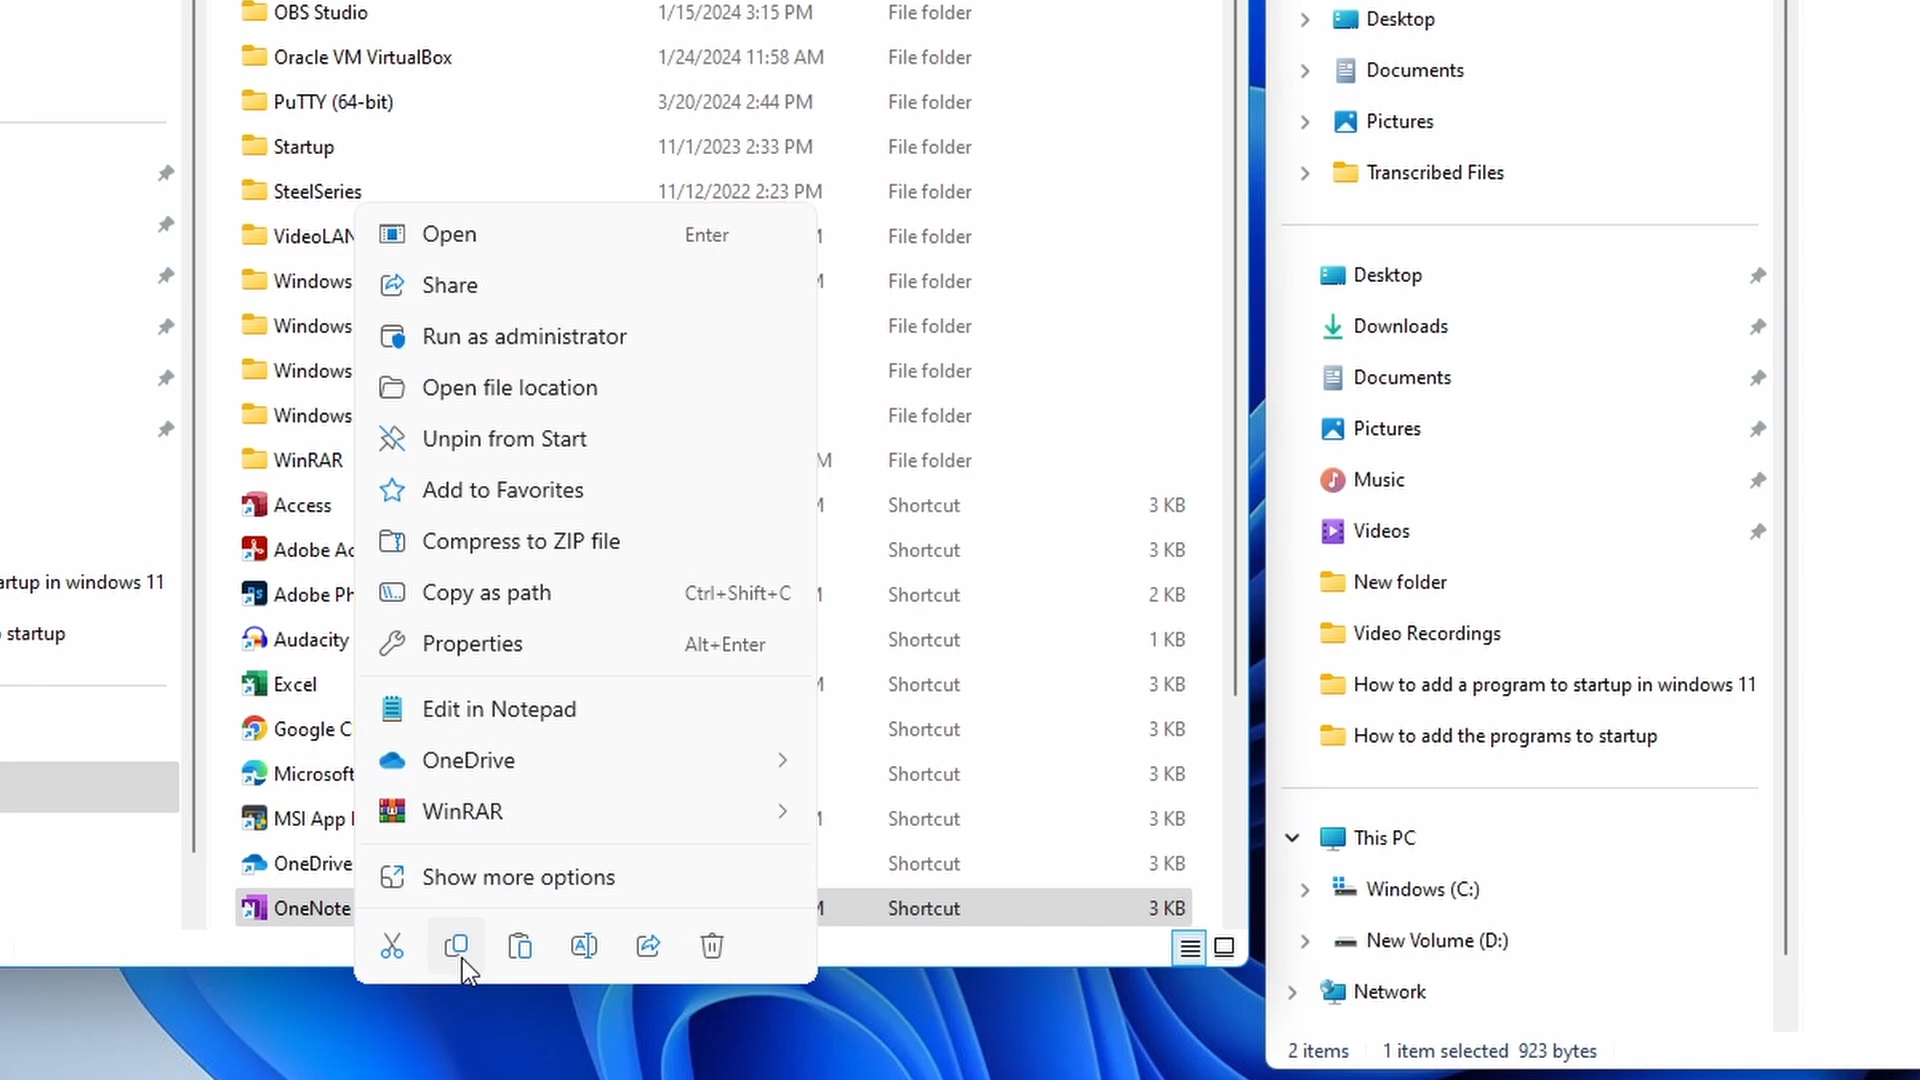 OBS Studio 1/15/2024 3:15 PM File folder
Oracle VM VirtualBox 1/24/2024 11:58 AM File folder
PuTTY (64-bit) 3/20/2024 2:44 PM File folder
Startup 11/1/2023 2:33 PM File folder
SteelSeries 11/12/2022 2:23 PM File folder
VideoLAN File folder
Windows File folder
Windows File folder
Windows File folder
Windows File folder
WinRAR M File folder
Access Shortcut 3 KB
Adobe Ac Shortcut 3 KB
Adobe Ph Shortcut 2 KB
Audacity Shortcut 1 KB
Excel Shortcut 3 KB
Google C Shortcut 3 KB
Microsoft Shortcut 3 KB
MSI App Shortcut 3 KB
OneDrive Shortcut 3 KB
OneNote Shortcut 3 KB
artup in windows 11
startup
Open Enter
Share
Run as administrator
Open file location
Unpin from Start
Add to Favorites
Compress to ZIP file
Copy as path Ctrl+Shift+C
Properties Alt+Enter
Edit in Notepad
OneDrive
WinRAR
Show more options
Desktop
Documents
Pictures
Transcribed Files
Desktop
Downloads
Documents
Pictures
Music
Videos
New folder
Video Recordings
How to add a program to startup in windows 11
How to add the programs to startup
This PC
Windows (C:)
New Volume (D:)
Network
2 items 1 item selected 923 bytes